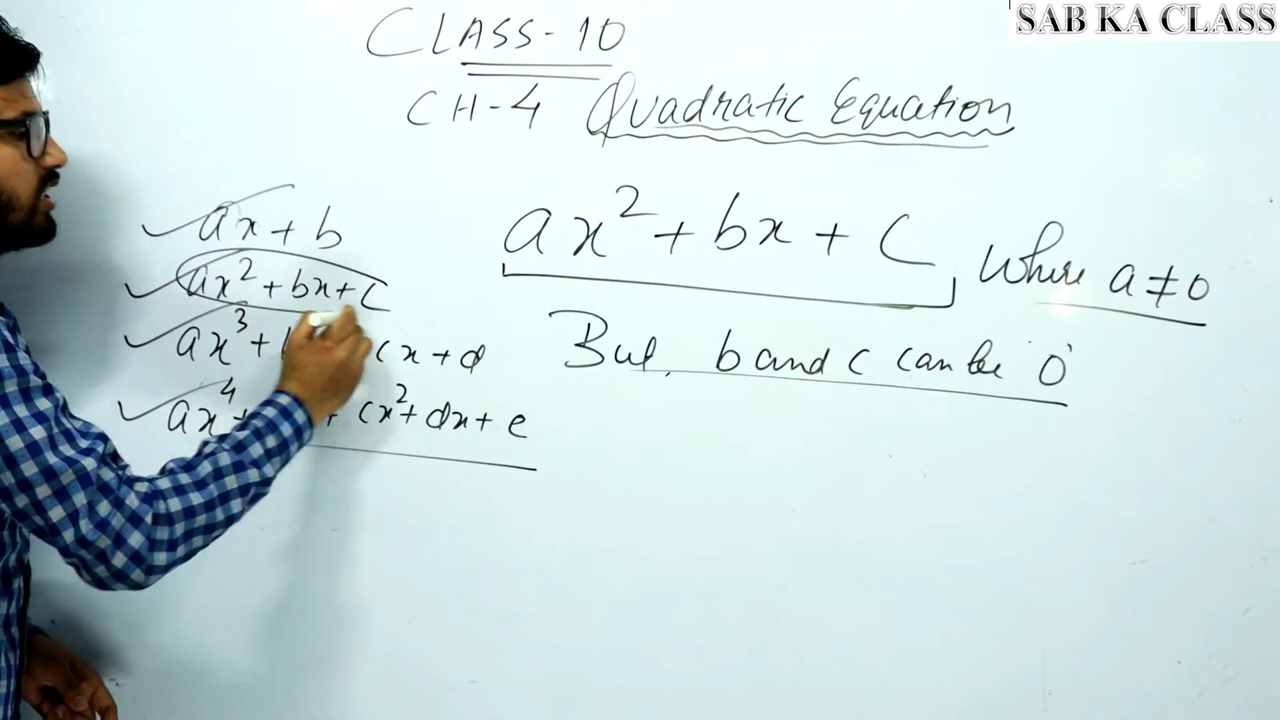 SAB KA CLASS
CLASS-10
CH-4 Quadratic Equation
ax + b
ax² + bx + c
ax³ + cx + d
ax⁴ + + cx² + dx + e
ax² + bx + c where a ≠ 0
But, b and c can be '0'